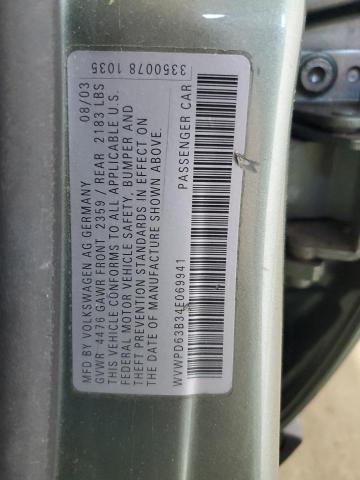 3350078 1035
MFD BY VOLKSWAGEN AG GERMANY 08/03
GVWR 4476 GAWR FRONT 2359 / REAR 2183 LBS
THIS VEHICLE CONFORMS TO ALL APPLICABLE U.S.
FEDERAL MOTOR VEHICLE SAFETY, BUMPER AND
THEFT PREVENTION STANDARDS IN EFFECT ON
THE DATE OF MANUFACTURE SHOWN ABOVE.
WVWPD63B34E069941 PASSENGER CAR